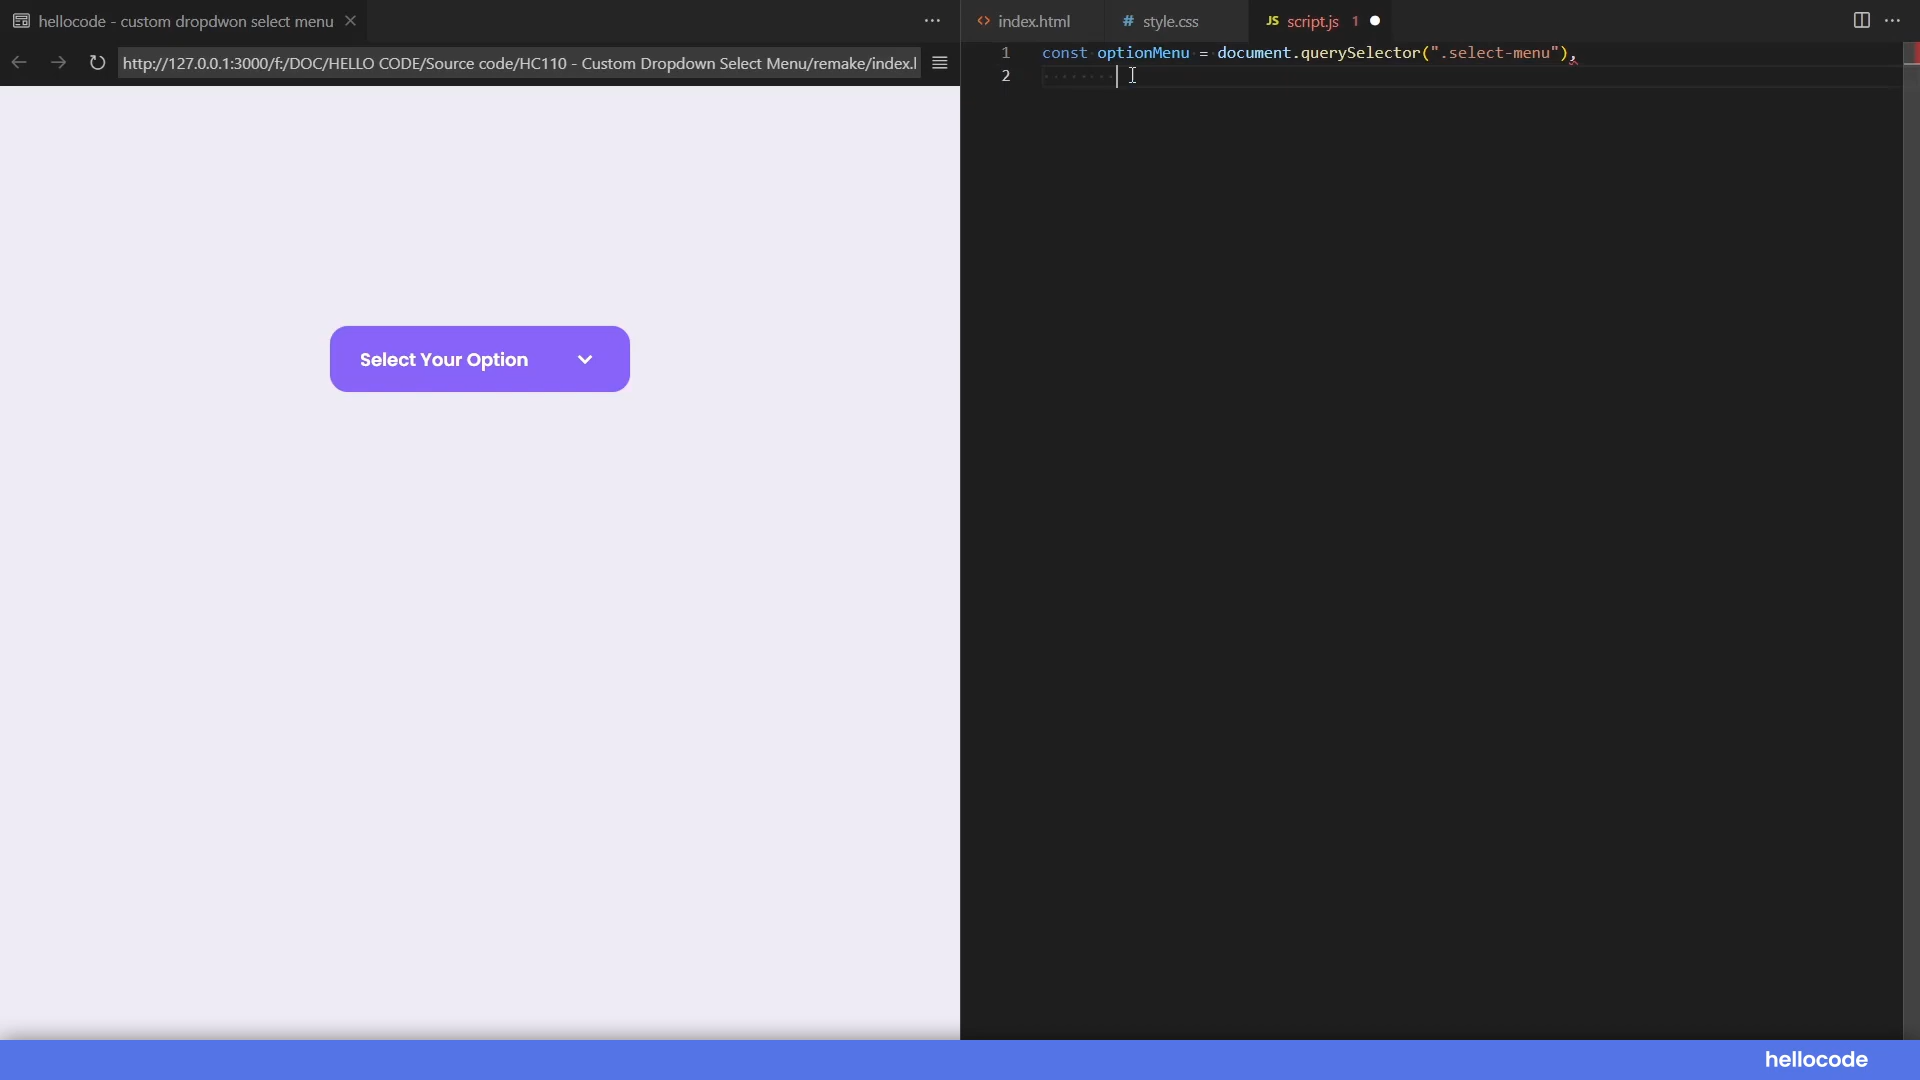 hellocode - custom dropdwon select menu
index.html
style.css
JS script.js 1
http://127.0.0.1:3000/f:/DOC/HELLO CODE/Source code/HC110 - Custom Dropdown Select Menu/remake/index.l
1 const optionMenu = document.querySelector(".select-menu"),
2
Select Your Option
hellocode